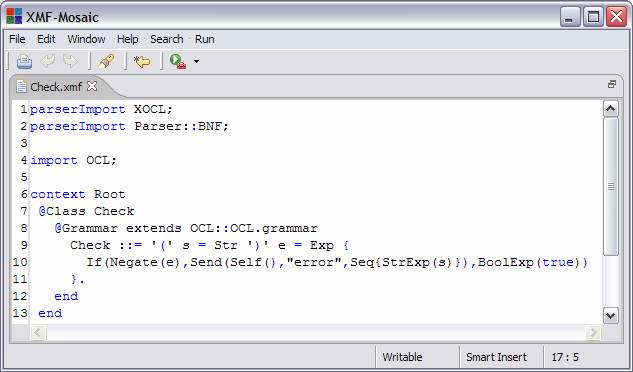 XMF-Mosaic
File Edit Window Help Search Run
Check.xmf
1 parserImport XOCL;
2 parserImport Parser::BNF;
3
4 import OCL;
5
6 context Root
7 @Class Check
8 @Grammar extends OCL::OCL.grammar
9 Check ::= '(' s = Str ')' e = Exp {
10 If(Negate(e),Send(Self(),"error",Seq{StrExp(s)}),BoolExp(true))
11 }.
12 end
13 end
Writable Smart Insert 17 : 5